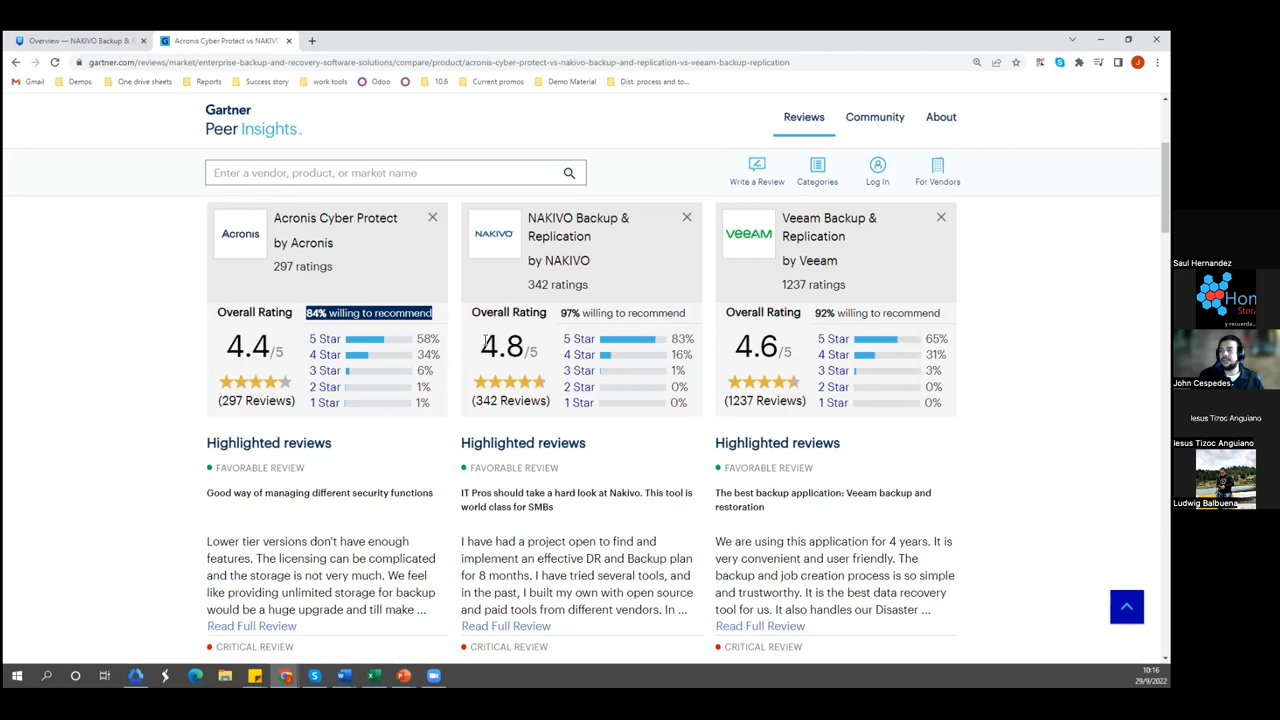 Overview — NAKIVO Backup & R
Acronis Cyber Protect vs NAKIVO
gartner.com/reviews/market/enterprise-backup-and-recovery-software-solutions/compare/product/acronis-cyber-protect-vs-nakivo-backup-and-replication-vs-veeam-backup-replication
Gmail
Demos
One drive sheets
Reports
Success story
work tools
Odoo
10.6
Current promos
Demo Material
Dist. process and to...
Gartner
Peer Insights™
Reviews
Community
About
Enter a vendor, product, or market name
Write a Review
Categories
Log In
For Vendors
Acronis
Acronis Cyber Protect
by Acronis
297 ratings
Overall Rating
84% willing to recommend
4.4/5
(297 Reviews)
5 Star 58%
4 Star 34%
3 Star 6%
2 Star 1%
1 Star 1%
NAKIVO
NAKIVO Backup &
Replication
by NAKIVO
342 ratings
Overall Rating
97% willing to recommend
4.8/5
(342 Reviews)
5 Star 83%
4 Star 16%
3 Star 1%
2 Star 0%
1 Star 0%
veeAM
Veeam Backup &
Replication
by Veeam
1237 ratings
Overall Rating
92% willing to recommend
4.6/5
(1237 Reviews)
5 Star 65%
4 Star 31%
3 Star 3%
2 Star 0%
1 Star 0%
Highlighted reviews
FAVORABLE REVIEW
Good way of managing different security functions
Lower tier versions don't have enough
features. The licensing can be complicated
and the storage is not very much. We feel
like providing unlimited storage for backup
would be a huge upgrade and till make ...
Read Full Review
CRITICAL REVIEW
Highlighted reviews
FAVORABLE REVIEW
IT Pros should take a hard look at Nakivo. This tool is
world class for SMBs
I have had a project open to find and
implement an effective DR and Backup plan
for 8 months. I have tried several tools, and
in the past, I built my own with open source
and paid tools from different vendors. In ...
Read Full Review
CRITICAL REVIEW
Highlighted reviews
FAVORABLE REVIEW
The best backup application: Veeam backup and
restoration
We are using this application for 4 years. It is
very convenient and user friendly. The
backup and job creation process is so simple
and trustworthy. It is the best data recovery
tool for us. It also handles our Disaster ...
Read Full Review
CRITICAL REVIEW
10:16
29/9/2022
Saul Hernandez
Hon
Stora
y recuerda...
John Cespedes
Iesus Tizoc Anguiano
Iesus Tizoc Anguiano
Ludwig Balbuena